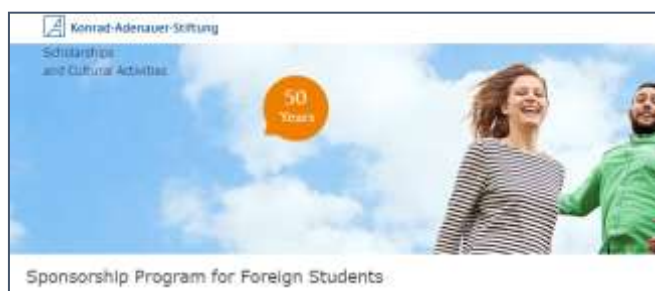 Konrad-Adenauer-Stiftung
Scholarships
and Cultural Activities
50
Years
Sponsorship Program for Foreign Students